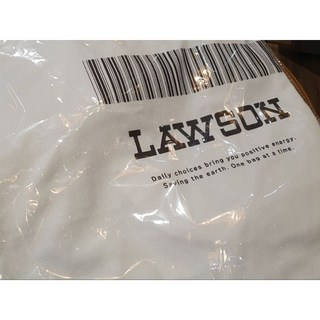 LAWSON
Daily choices bring you positive energy.
Saving the earth. One bag at a time.